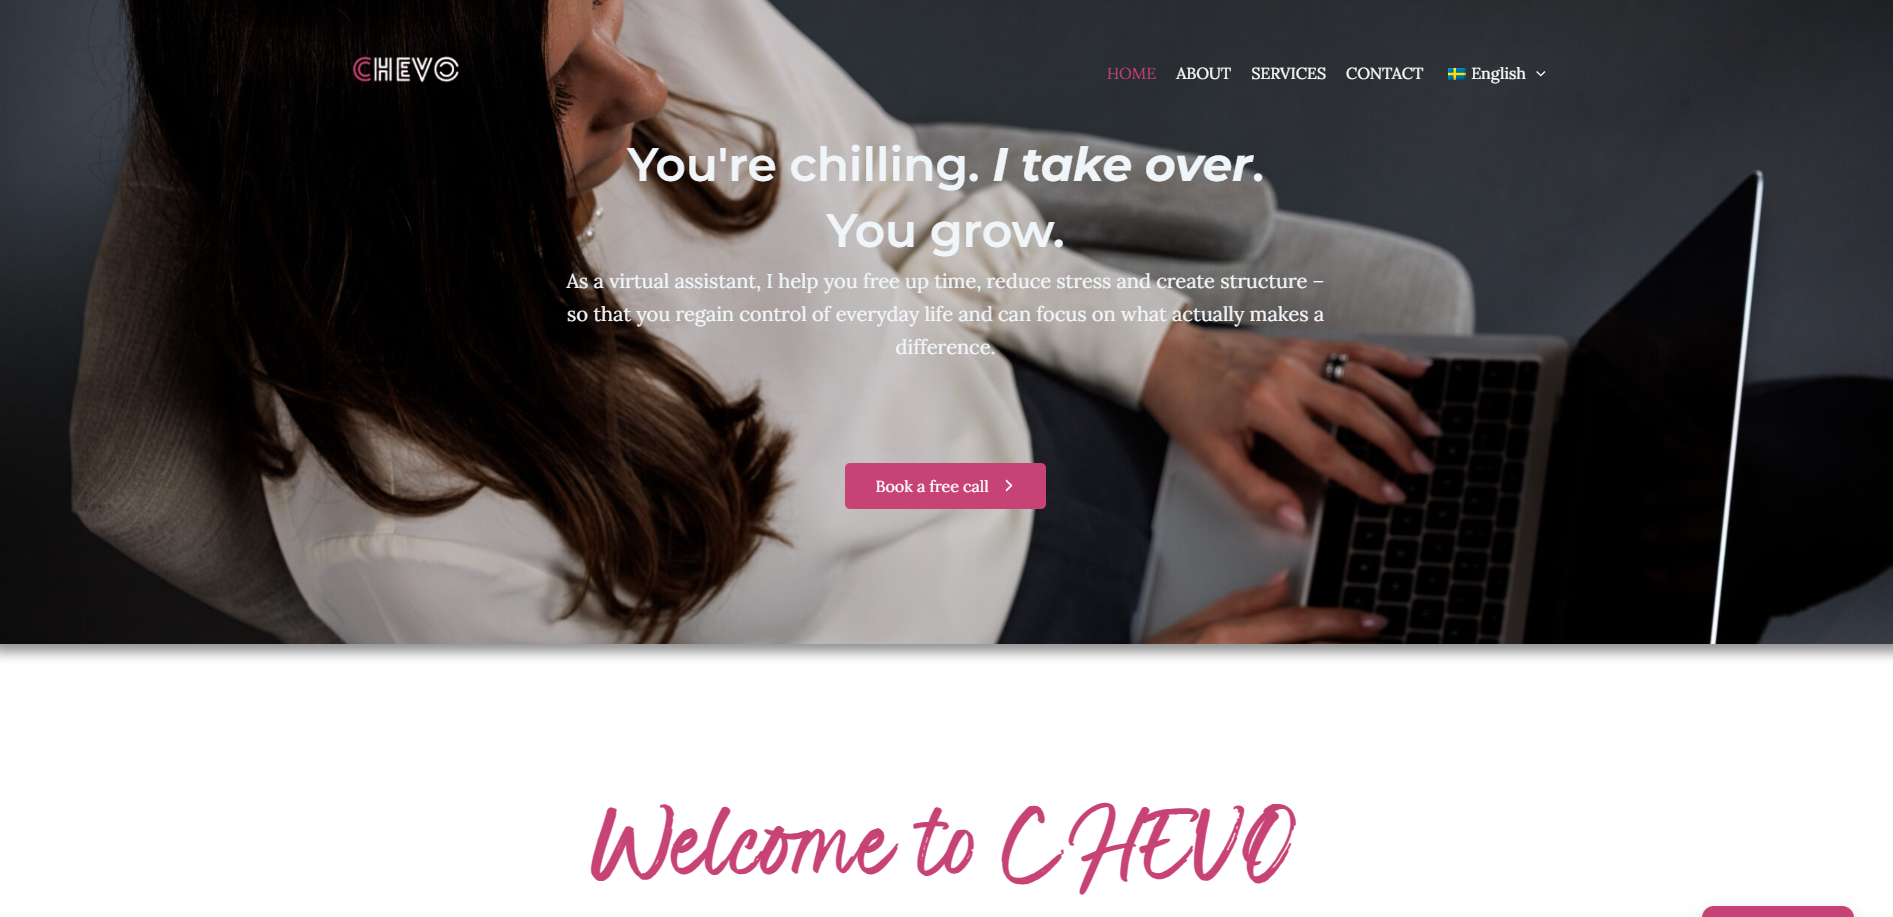 CHEVO
HOME ABOUT SERVICES CONTACT English
You're chilling. I take over.
You grow.
As a virtual assistant, I help you free up time, reduce stress and create structure –
so that you regain control of everyday life and can focus on what actually makes a
difference.
Book a free call
Welcome to CHEVO